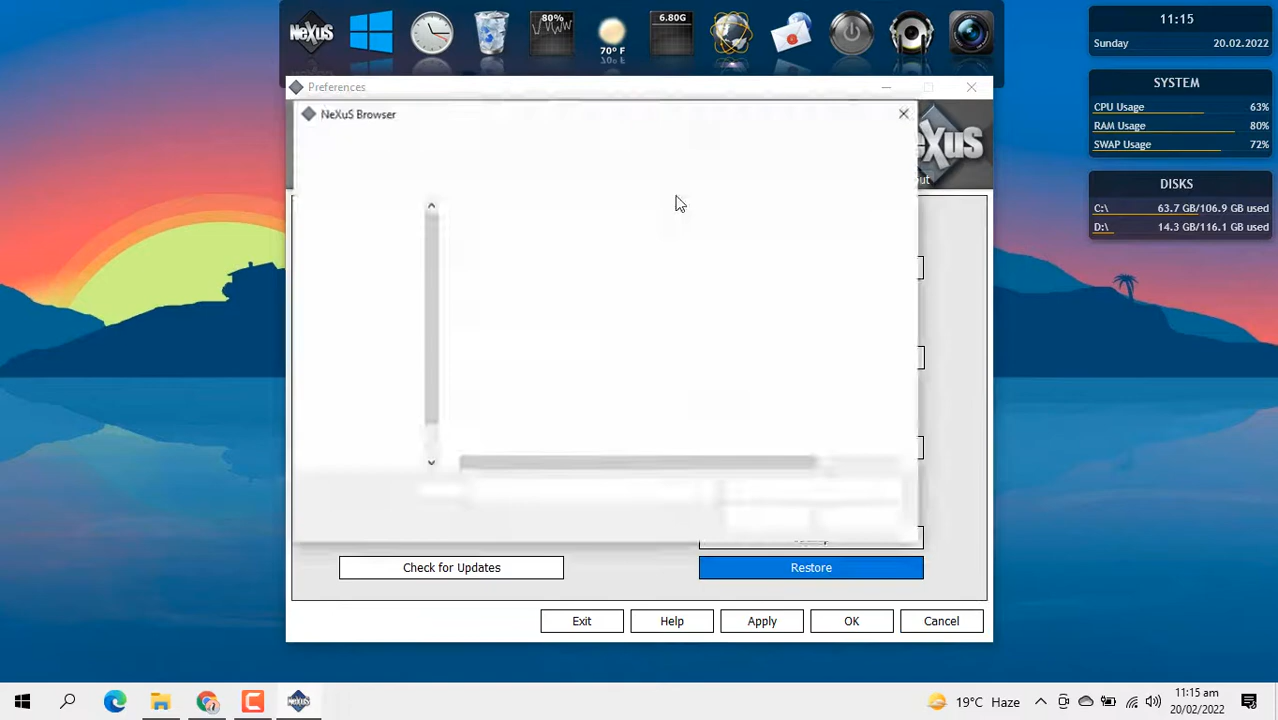 NeXuS
80%
70° F
6.80G
11:15
Sunday 20.02.2022
SYSTEM
CPU Usage 63%
RAM Usage 80%
SWAP Usage 72%
DISKS
C:\ 63.7 GB/106.9 GB used
D:\ 14.3 GB/116.1 GB used
Preferences
NeXuS Browser
Check for Updates
Restore
Exit
Help
Apply
OK
Cancel
19°C Haze
11:15 am
20/02/2022